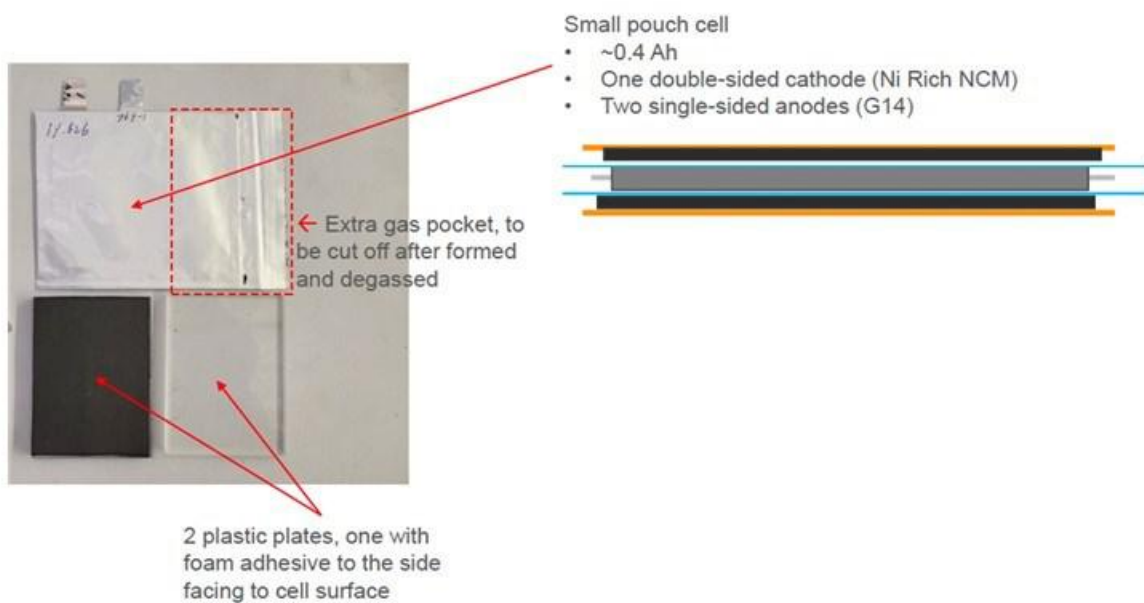 Small pouch cell
• ~0.4 Ah
• One double-sided cathode (Ni Rich NCM)
• Two single-sided anodes (G14)
← Extra gas pocket, to
be cut off after formed
and degassed
2 plastic plates, one with
foam adhesive to the side
facing to cell surface